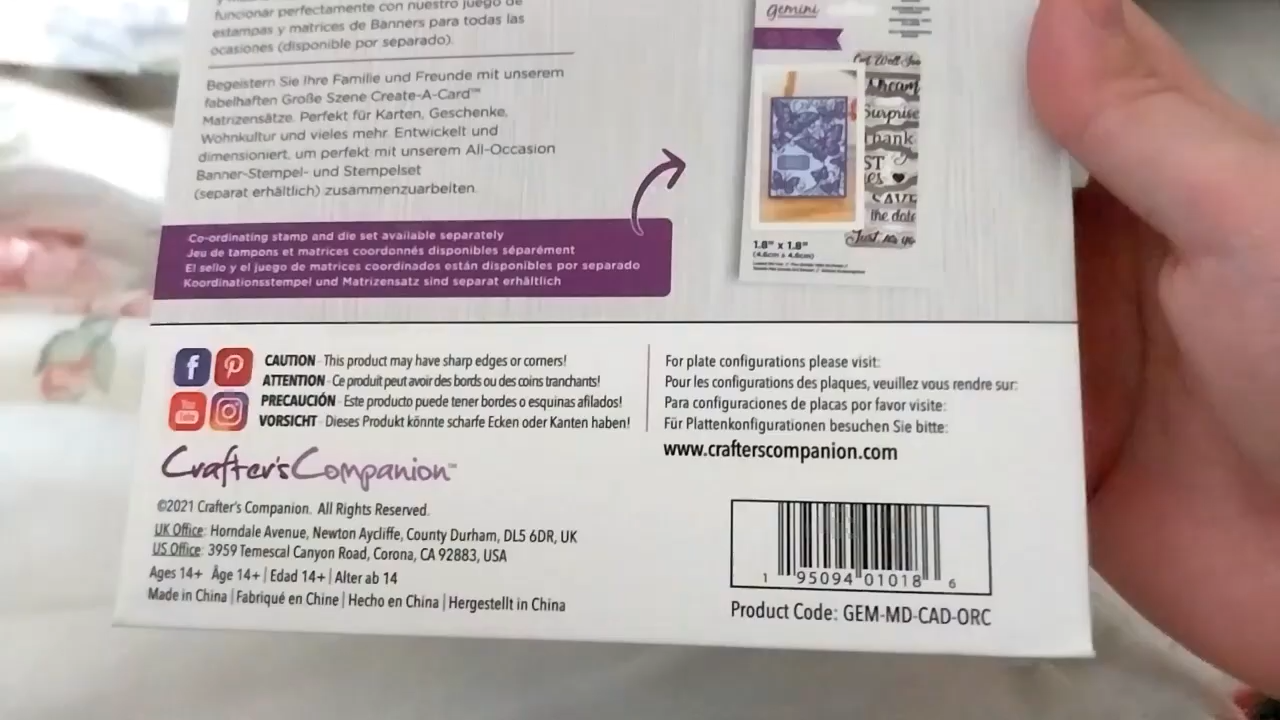 funcionar perfectamente con nuestro juego de
estampas y matrices de Banners para todas las
ocasiones (disponible por separado).
Begeistern Sie Ihre Familie und Freunde mit unserem
fabelhaften Große Szene Create-A-Card™
Matrizensätze. Perfekt für Karten, Geschenke,
Wohnkultur und vieles mehr. Entwickelt und
dimensioniert, um perfekt mit unserem All-Occasion
Banner-Stempel- und Stempelset
(separat erhältlich) zusammenzuarbeiten.
gemini
Surprise
the date
1.8" x 1.8"
(4.6cm x 4.6cm)
Co-ordinating stamp and die set available separately
Jeu de tampons et matrices coordonnés disponibles séparément
El sello y el juego de matrices coordinados están disponibles por separado
Koordinationsstempel und Matrizensatz sind separat erhältlich
CAUTION - This product may have sharp edges or corners!
ATTENTION - Ce produit peut avoir des bords ou des coins tranchants!
PRECAUCIÓN - Este producto puede tener bordes o esquinas afilados!
VORSICHT - Dieses Produkt könnte scharfe Ecken oder Kanten haben!
For plate configurations please visit:
Pour les configurations des plaques, veuillez vous rendre sur:
Para configuraciones de placas por favor visite:
Für Plattenkonfigurationen besuchen Sie bitte:
www.crafterscompanion.com
Crafter's Companion™
©2021 Crafter's Companion. All Rights Reserved.
UK Office: Horndale Avenue, Newton Aycliffe, County Durham, DL5 6DR, UK
US Office: 3959 Temescal Canyon Road, Corona, CA 92883, USA
Ages 14+ Âge 14+ | Edad 14+ | Alter ab 14
Made in China | Fabriqué en Chine | Hecho en China | Hergestellt in China
1 95094 01018 6
Product Code: GEM-MD-CAD-ORC